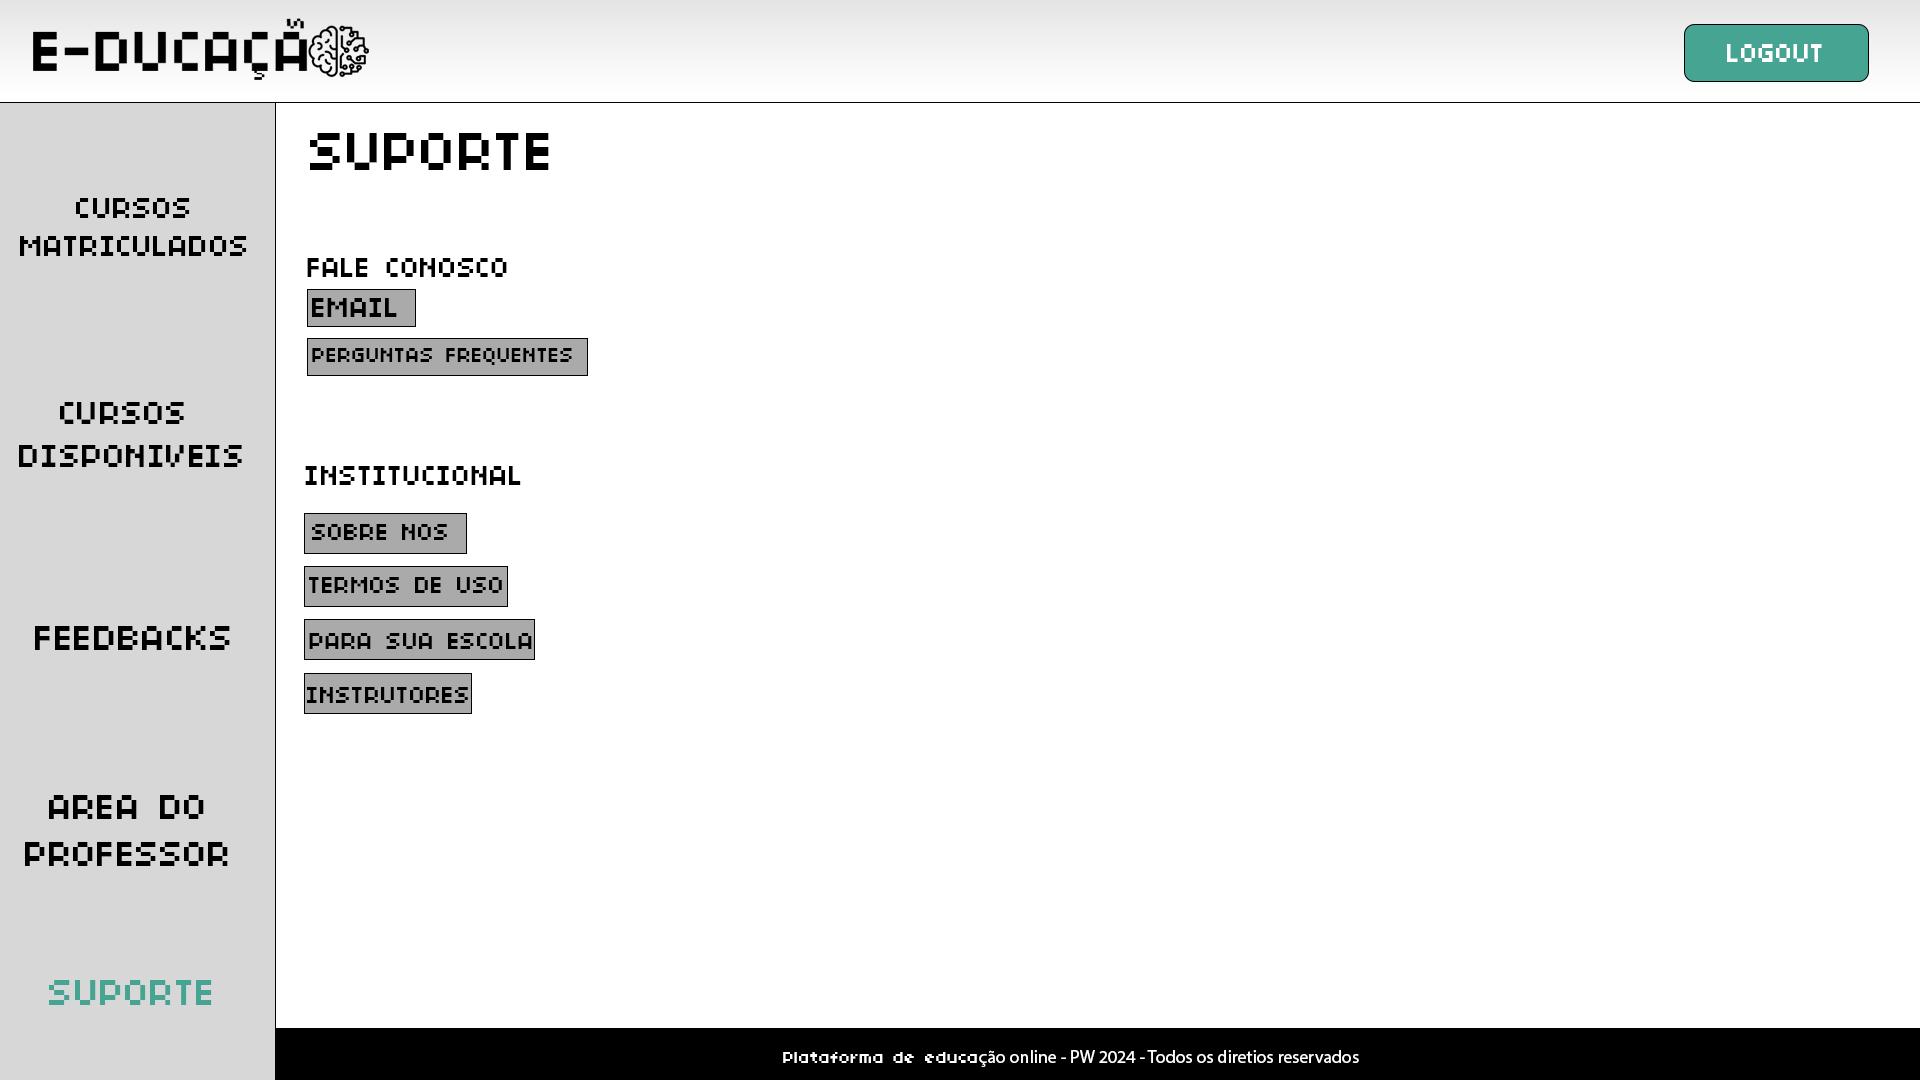 E-DUCAÇÃ
LOGOUT
SUPORTE
CURSOS
MATRICULADOS
FALE CONOSCO
EMAIL
PERGUNTAS FREQUENTES
CURSOS
DISPONIVEIS
INSTITUCIONAL
SOBRE NOS
TERMOS DE USO
PARA SUA ESCOLA
FEEDBACKS
INSTRUTORES
AREA DO
PROFESSOR
SUPORTE
Plataforma de educação online - PW 2024 - Todos os diretios reservados